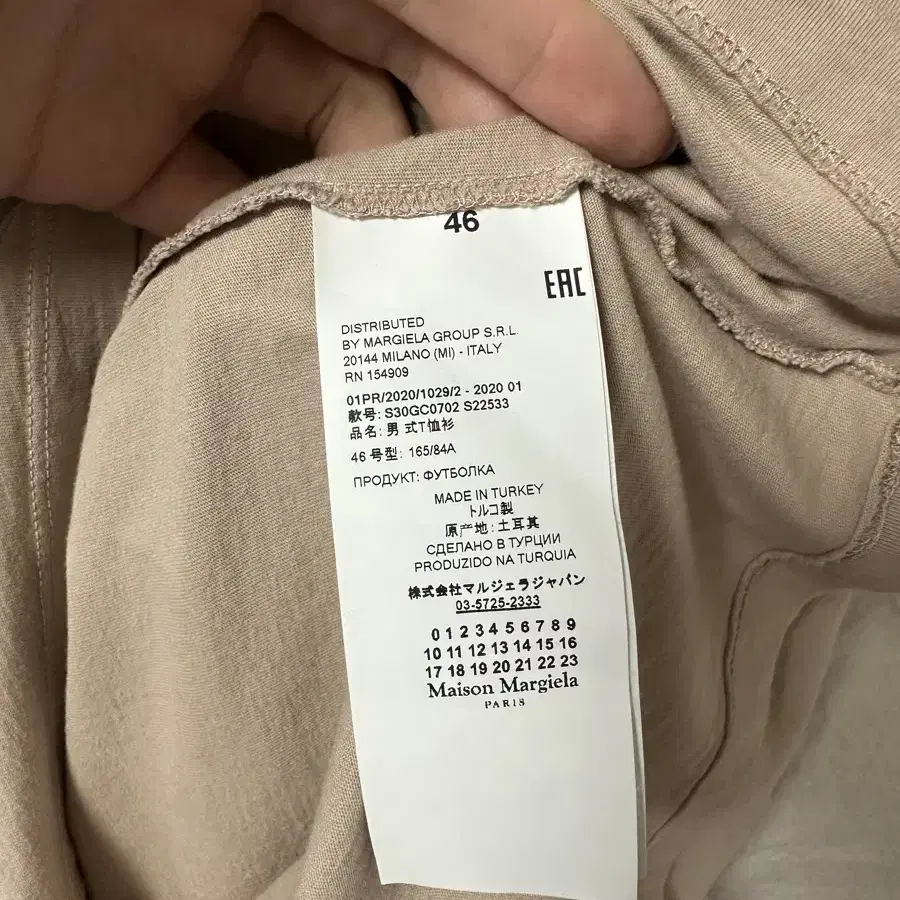 46
EAC
DISTRIBUTED
BY MARGIELA GROUP S.R.L.
20144 MILANO (MI) - ITALY
RN 154909
01PR/2020/1029/2 - 2020 01
款号: S30GC0702 S22533
品名: 男 式T恤衫
46 号型: 165/84A
ПРОДУКТ: ФУТБОЛКА
MADE IN TURKEY
トルコ製
原产地: 土耳其
СДЕЛАНО В ТУРЦИИ
PRODUZIDO NA TURQUIA
株式会社マルジェラジャパン
03-5725-2333
0 1 2 3 4 5 6 7 8 9
10 11 12 13 14 15 16
17 18 19 20 21 22 23
Maison Margiela
PARIS